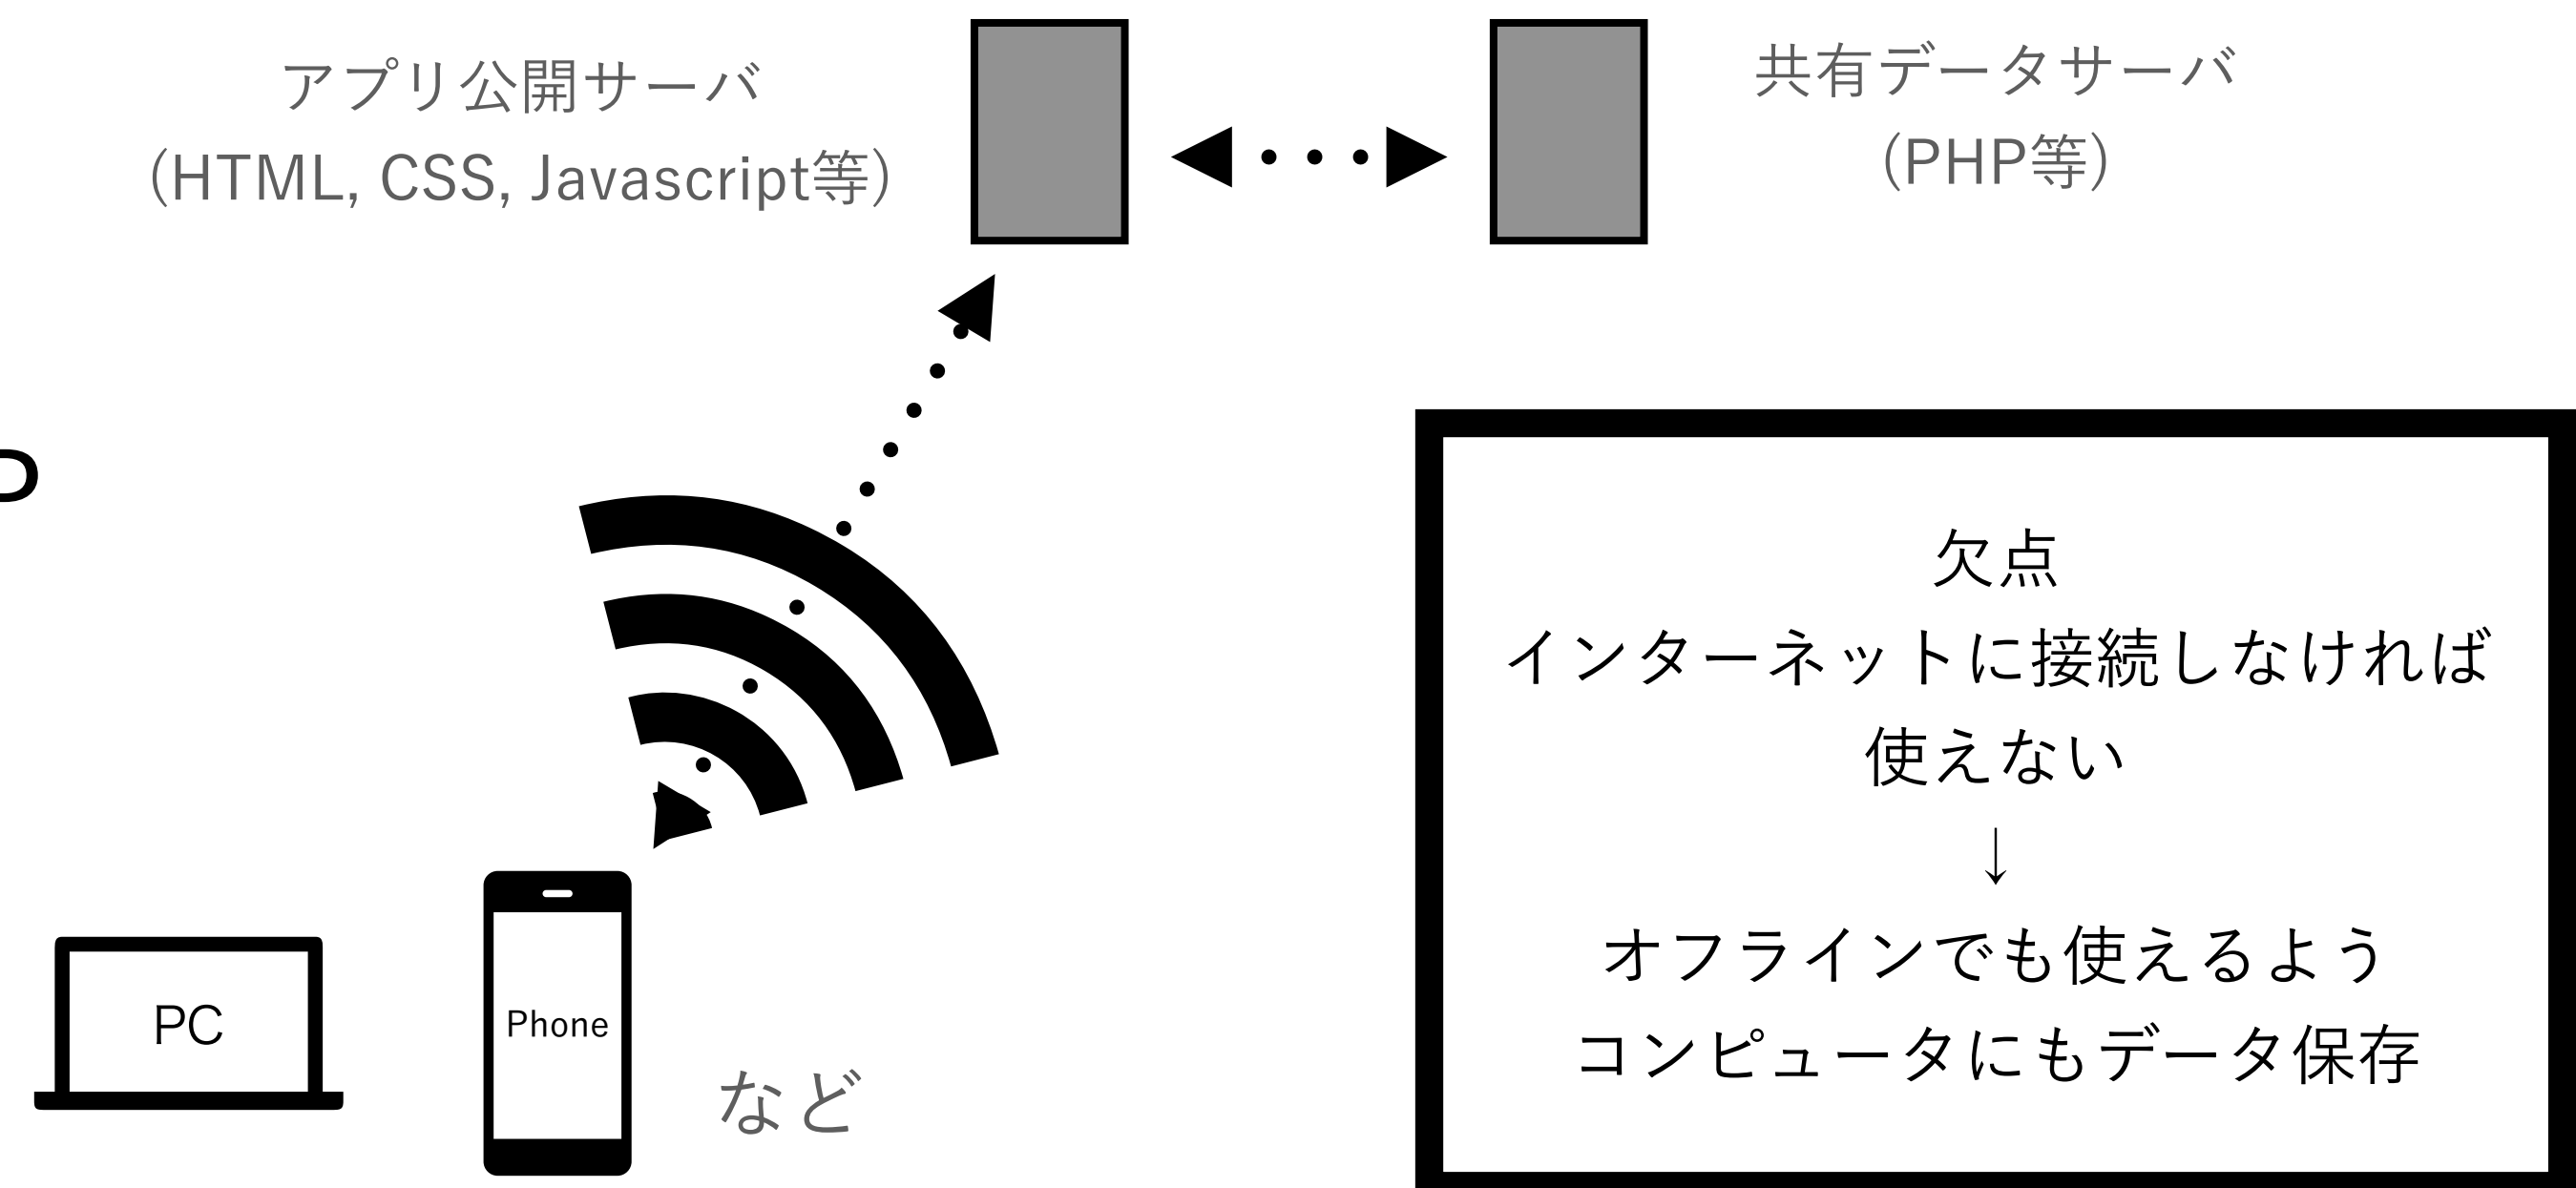 アプリ公開サーバ
(HTML, CSS, Javascript等)
共有データサーバ
(PHP等)
P
欠点
インターネットに接続しなければ
使えない
↓
オフラインでも使えるよう
コンピュータにもデータ保存
PC
Phone
など